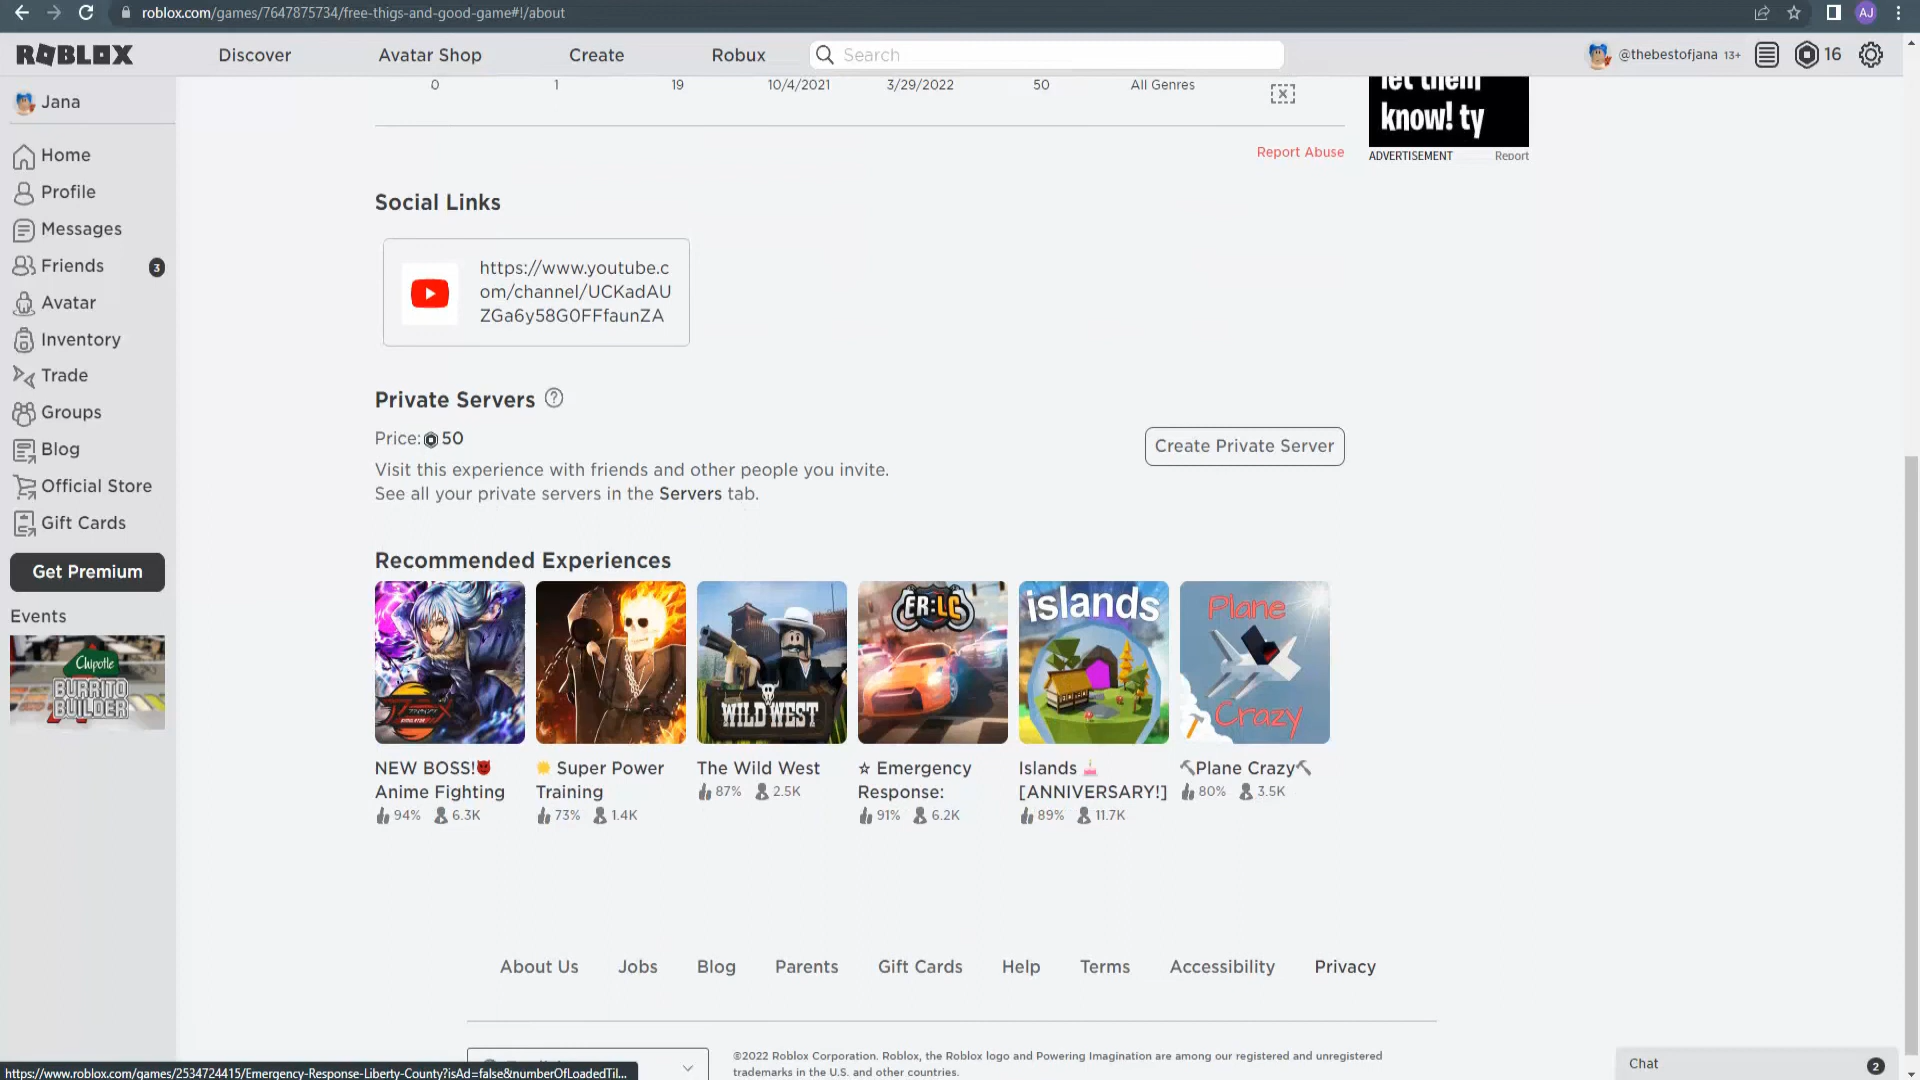 roblox.com/games/7647875734/free-thigs-and-good-game#!/about
AJ
ROBLOX
Discover
Avatar Shop
Create
Robux
Search
@thebestofjana 13+
16
Jana
Home
Profile
Messages
Friends 3
Avatar
Inventory
Trade
Groups
Blog
Official Store
Gift Cards
Get Premium
Events
Chipotle
BURRITO
BUILDER
0 1 19 10/4/2021 3/29/2022 50 All Genres
Report Abuse
let them
know! ty
ADVERTISEMENT Report
Social Links
https://www.youtube.c
om/channel/UCKadAU
ZGa6y58G0FFfaunZA
Private Servers ?
Price: 50
Visit this experience with friends and other people you invite.
See all your private servers in the Servers tab.
Create Private Server
Recommended Experiences
WILD WEST
ER:LC
islands
Plane
Crazy
NEW BOSS!😈
Anime Fighting
94% 6.3K
Super Power
Training
73% 1.4K
The Wild West
87% 2.5K
☆ Emergency
Response:
91% 6.2K
Islands 🎂
[ANNIVERSARY!]
89% 11.7K
🔨Plane Crazy🔨
80% 3.5K
About Us Jobs Blog Parents Gift Cards Help Terms Accessibility Privacy
©2022 Roblox Corporation. Roblox, the Roblox logo and Powering Imagination are among our registered and unregistered
trademarks in the U.S. and other countries.
Chat 2
https://www.roblox.com/games/2534724415/Emergency-Response-Liberty-County?isAd=false&numberOfLoadedTil...